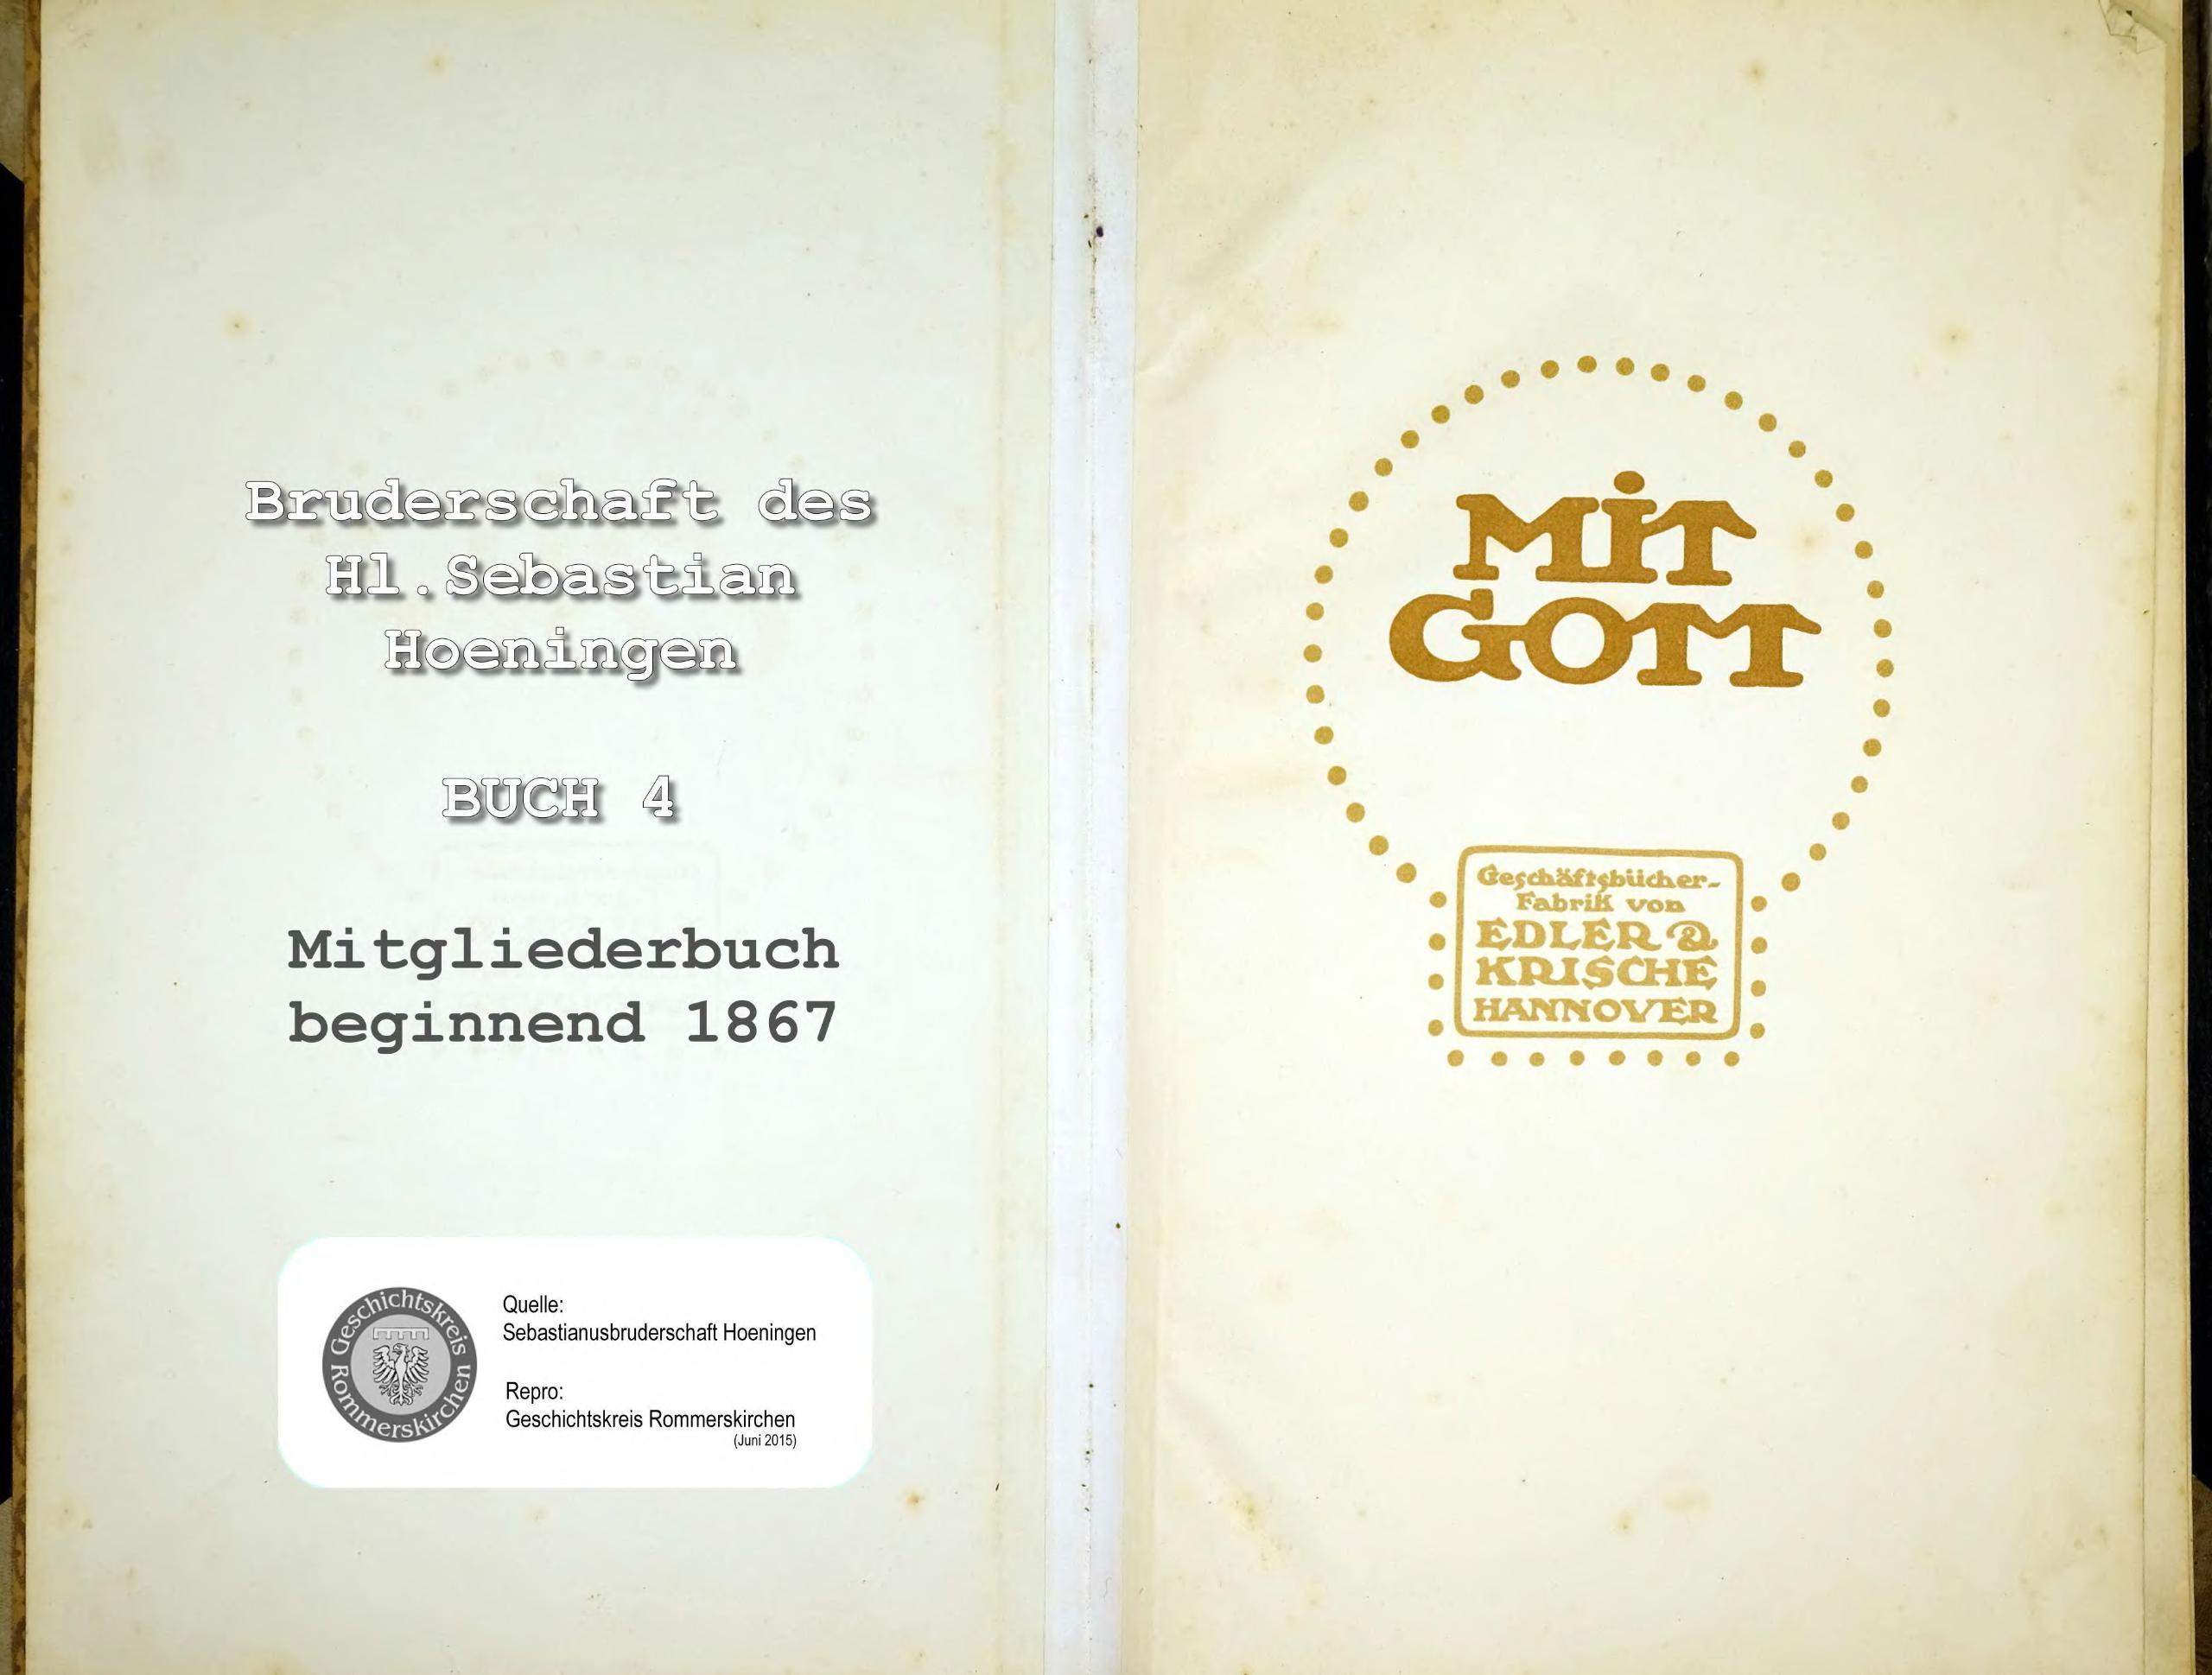 Bruderschaft des
Hl.Sebastian
Hoeningen
BUCH 4
Mitgliederbuch
beginnend 1867
Geschichtskreis
Rommerskirchen
Quelle:
Sebastianusbruderschaft Hoeningen
Repro:
Geschichtskreis Rommerskirchen
(Juni 2015)
MiT
GOTT
Geschäftsbücher-
Fabrik von
EDLER &
KRISCHE
HANNOVER